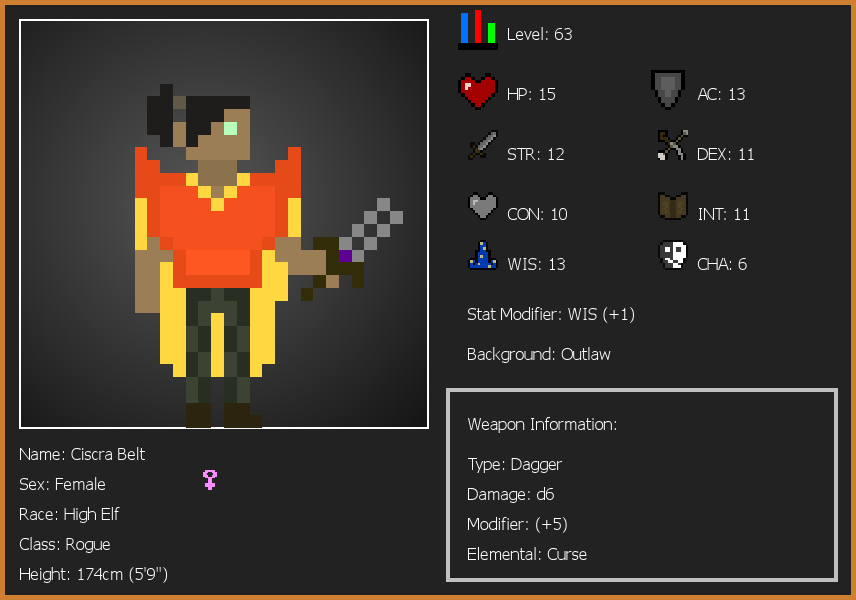 Level: 63
HP: 15
AC: 13
STR: 12
DEX: 11
CON: 10
INT: 11
WIS: 13
CHA: 6
Stat Modifier: WIS (+1)
Background: Outlaw
Weapon Information:
Type: Dagger
Damage: d6
Modifier: (+5)
Elemental: Curse
Name: Ciscra Belt
Sex: Female
Race: High Elf
Class: Rogue
Height: 174cm (5'9")